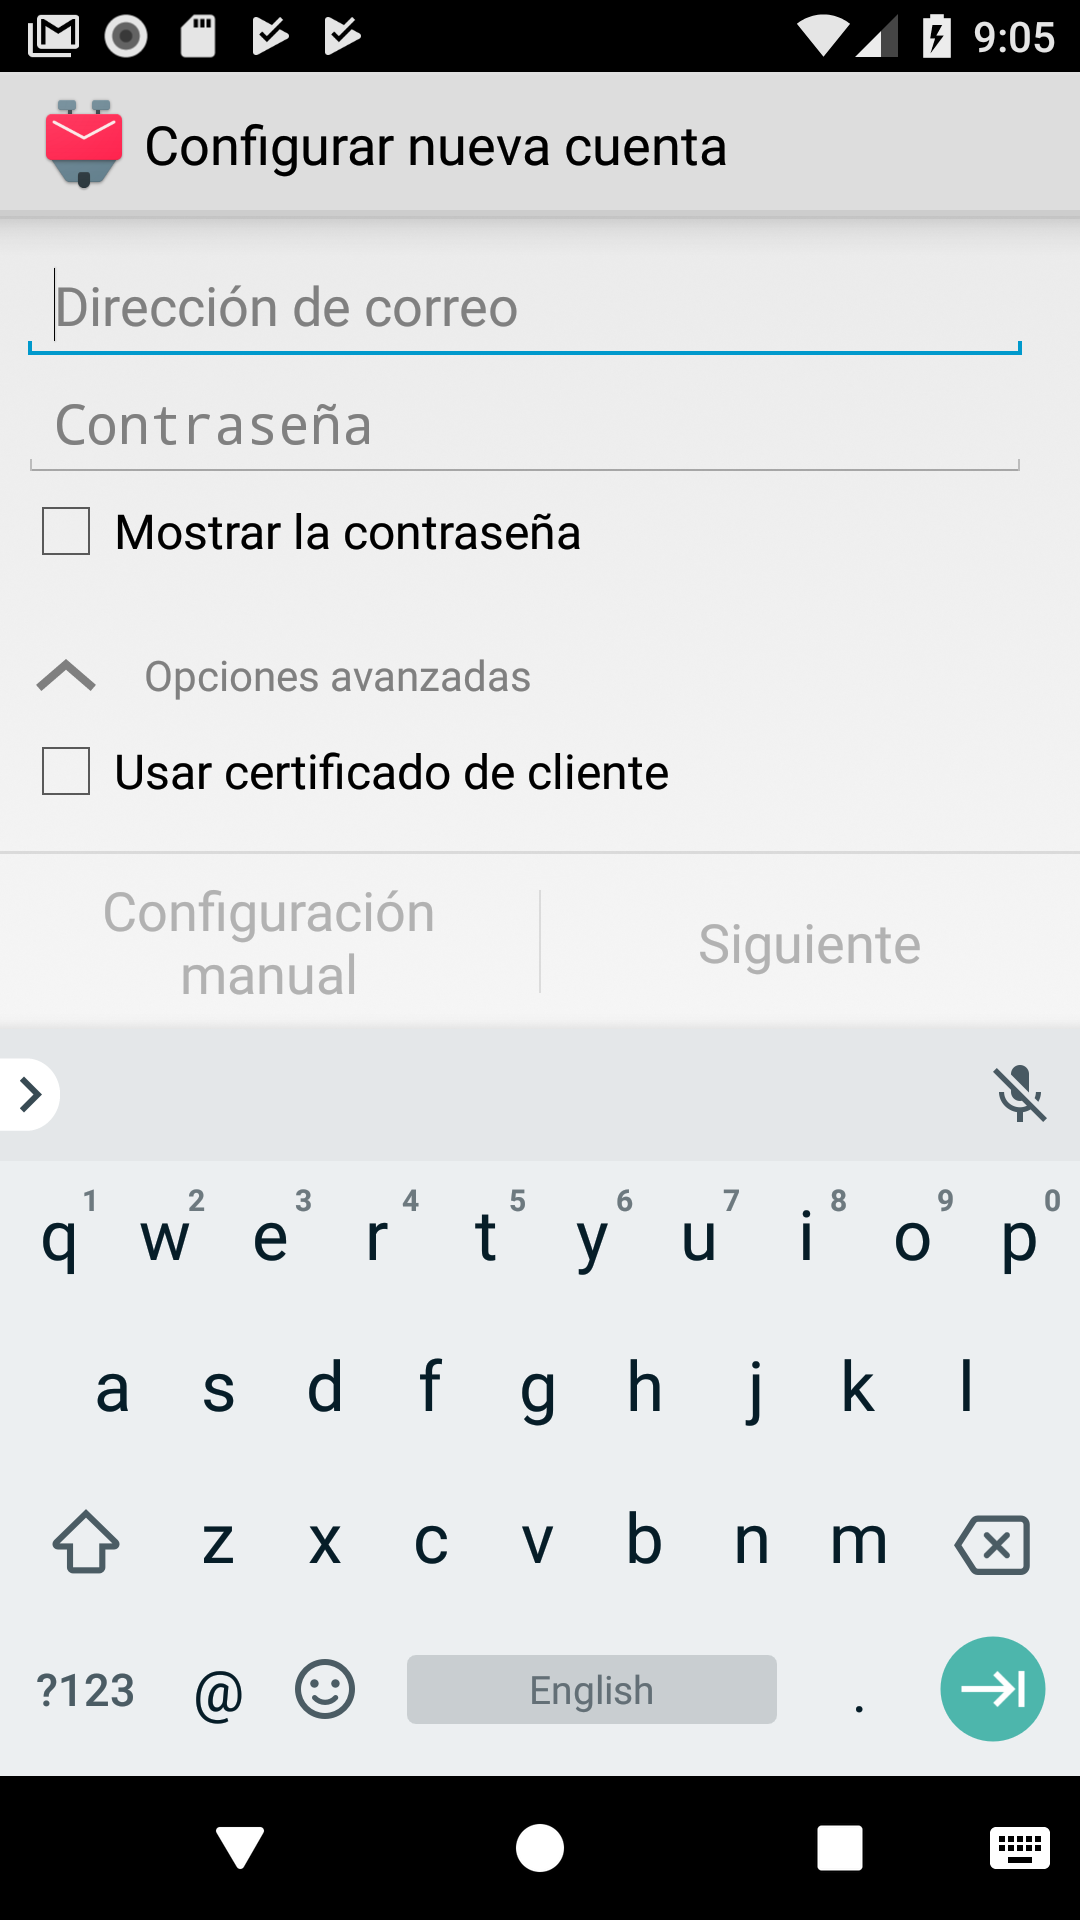 9:05
Configurar nueva cuenta
Dirección de correo
Contraseña
Mostrar la contraseña
Opciones avanzadas
Usar certificado de cliente
Configuración
manual
Siguiente
1 2 3 4 5 6 7 8 9 0
q w e r t y u i o p
a s d f g h j k l
z x c v b n m
?123 @ English .